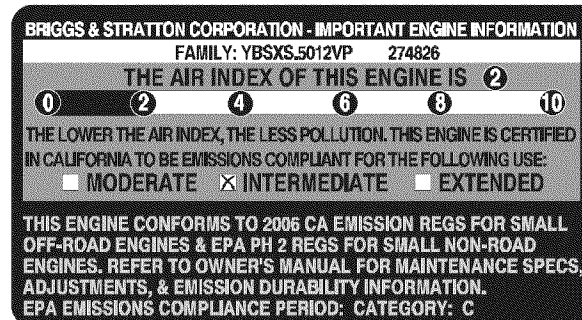 BRIGGS & STRATTON CORPORATION - IMPORTANT ENGINE INFORMATION
FAMILY: YBSXS.5012VP 274826
THE AIR INDEX OF THIS ENGINE IS 2
0 2 4 6 8 10
THE LOWER THE AIR INDEX, THE LESS POLLUTION. THIS ENGINE IS CERTIFIED
IN CALIFORNIA TO BE EMISSIONS COMPLIANT FOR THE FOLLOWING USE:
MODERATE INTERMEDIATE EXTENDED
THIS ENGINE CONFORMS TO 2006 CA EMISSION REGS FOR SMALL
OFF-ROAD ENGINES & EPA PH 2 REGS FOR SMALL NON-ROAD
ENGINES. REFER TO OWNER'S MANUAL FOR MAINTENANCE SPECS,
ADJUSTMENTS, & EMISSION DURABILITY INFORMATION.
EPA EMISSIONS COMPLIANCE PERIOD: CATEGORY: C